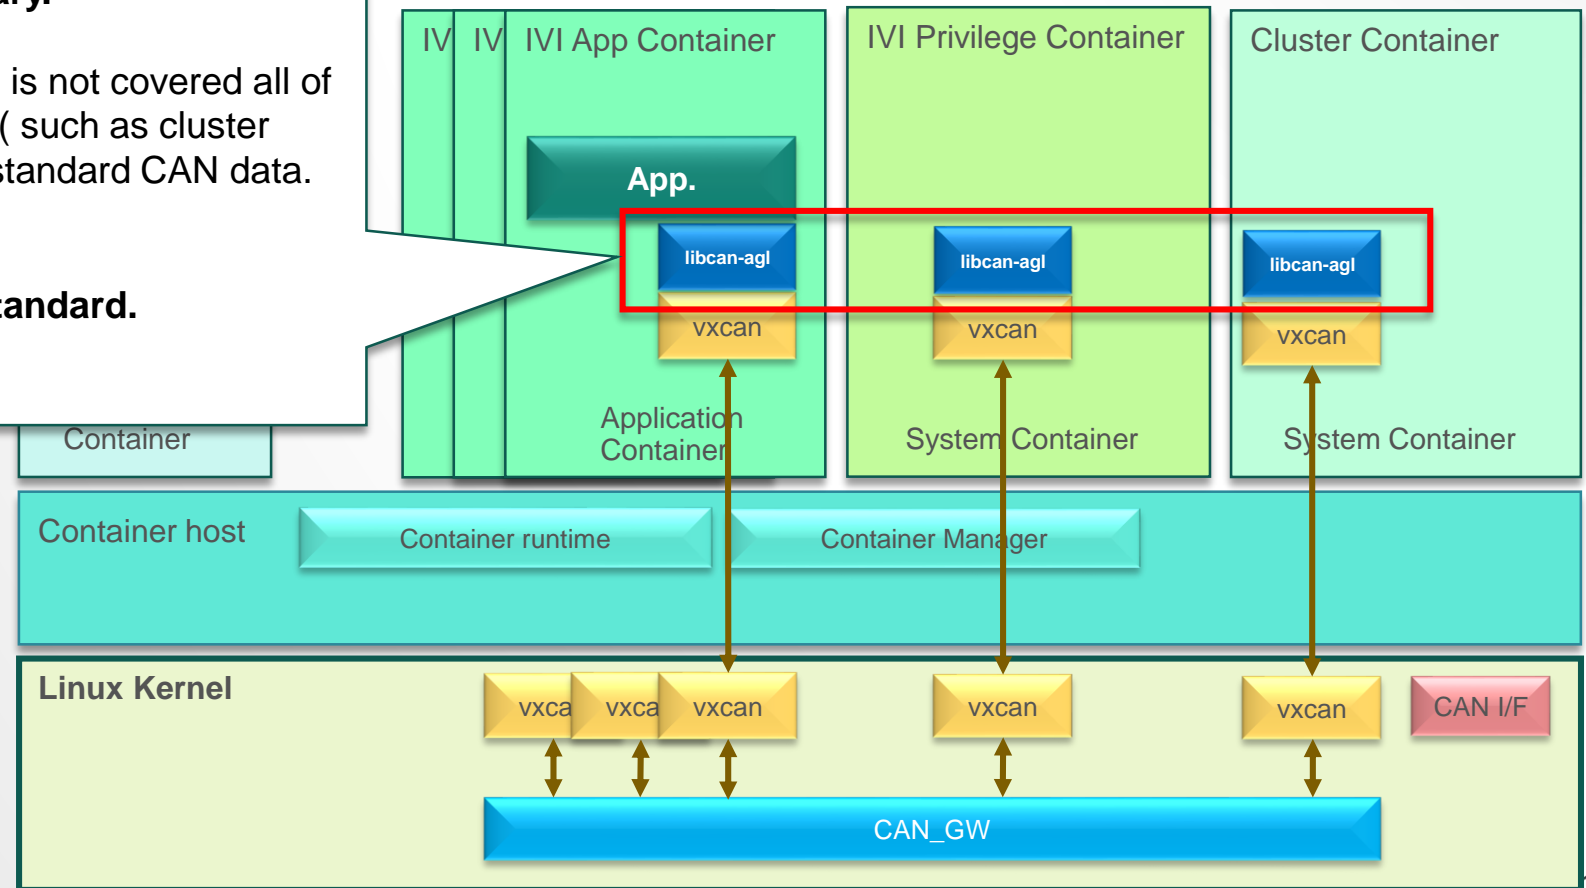 ary.
is not covered all of
( such as cluster
standard CAN data.
tandard.
IV
IV
IVI App Container
App.
libcan-agl
vxcan
Application
Container
IVI Privilege Container
libcan-agl
vxcan
System Container
Cluster Container
libcan-agl
vxcan
System Container
Container
Container host
Container runtime
Container Manager
Linux Kernel
vxca
vxca
vxcan
vxcan
vxcan
CAN I/F
CAN_GW